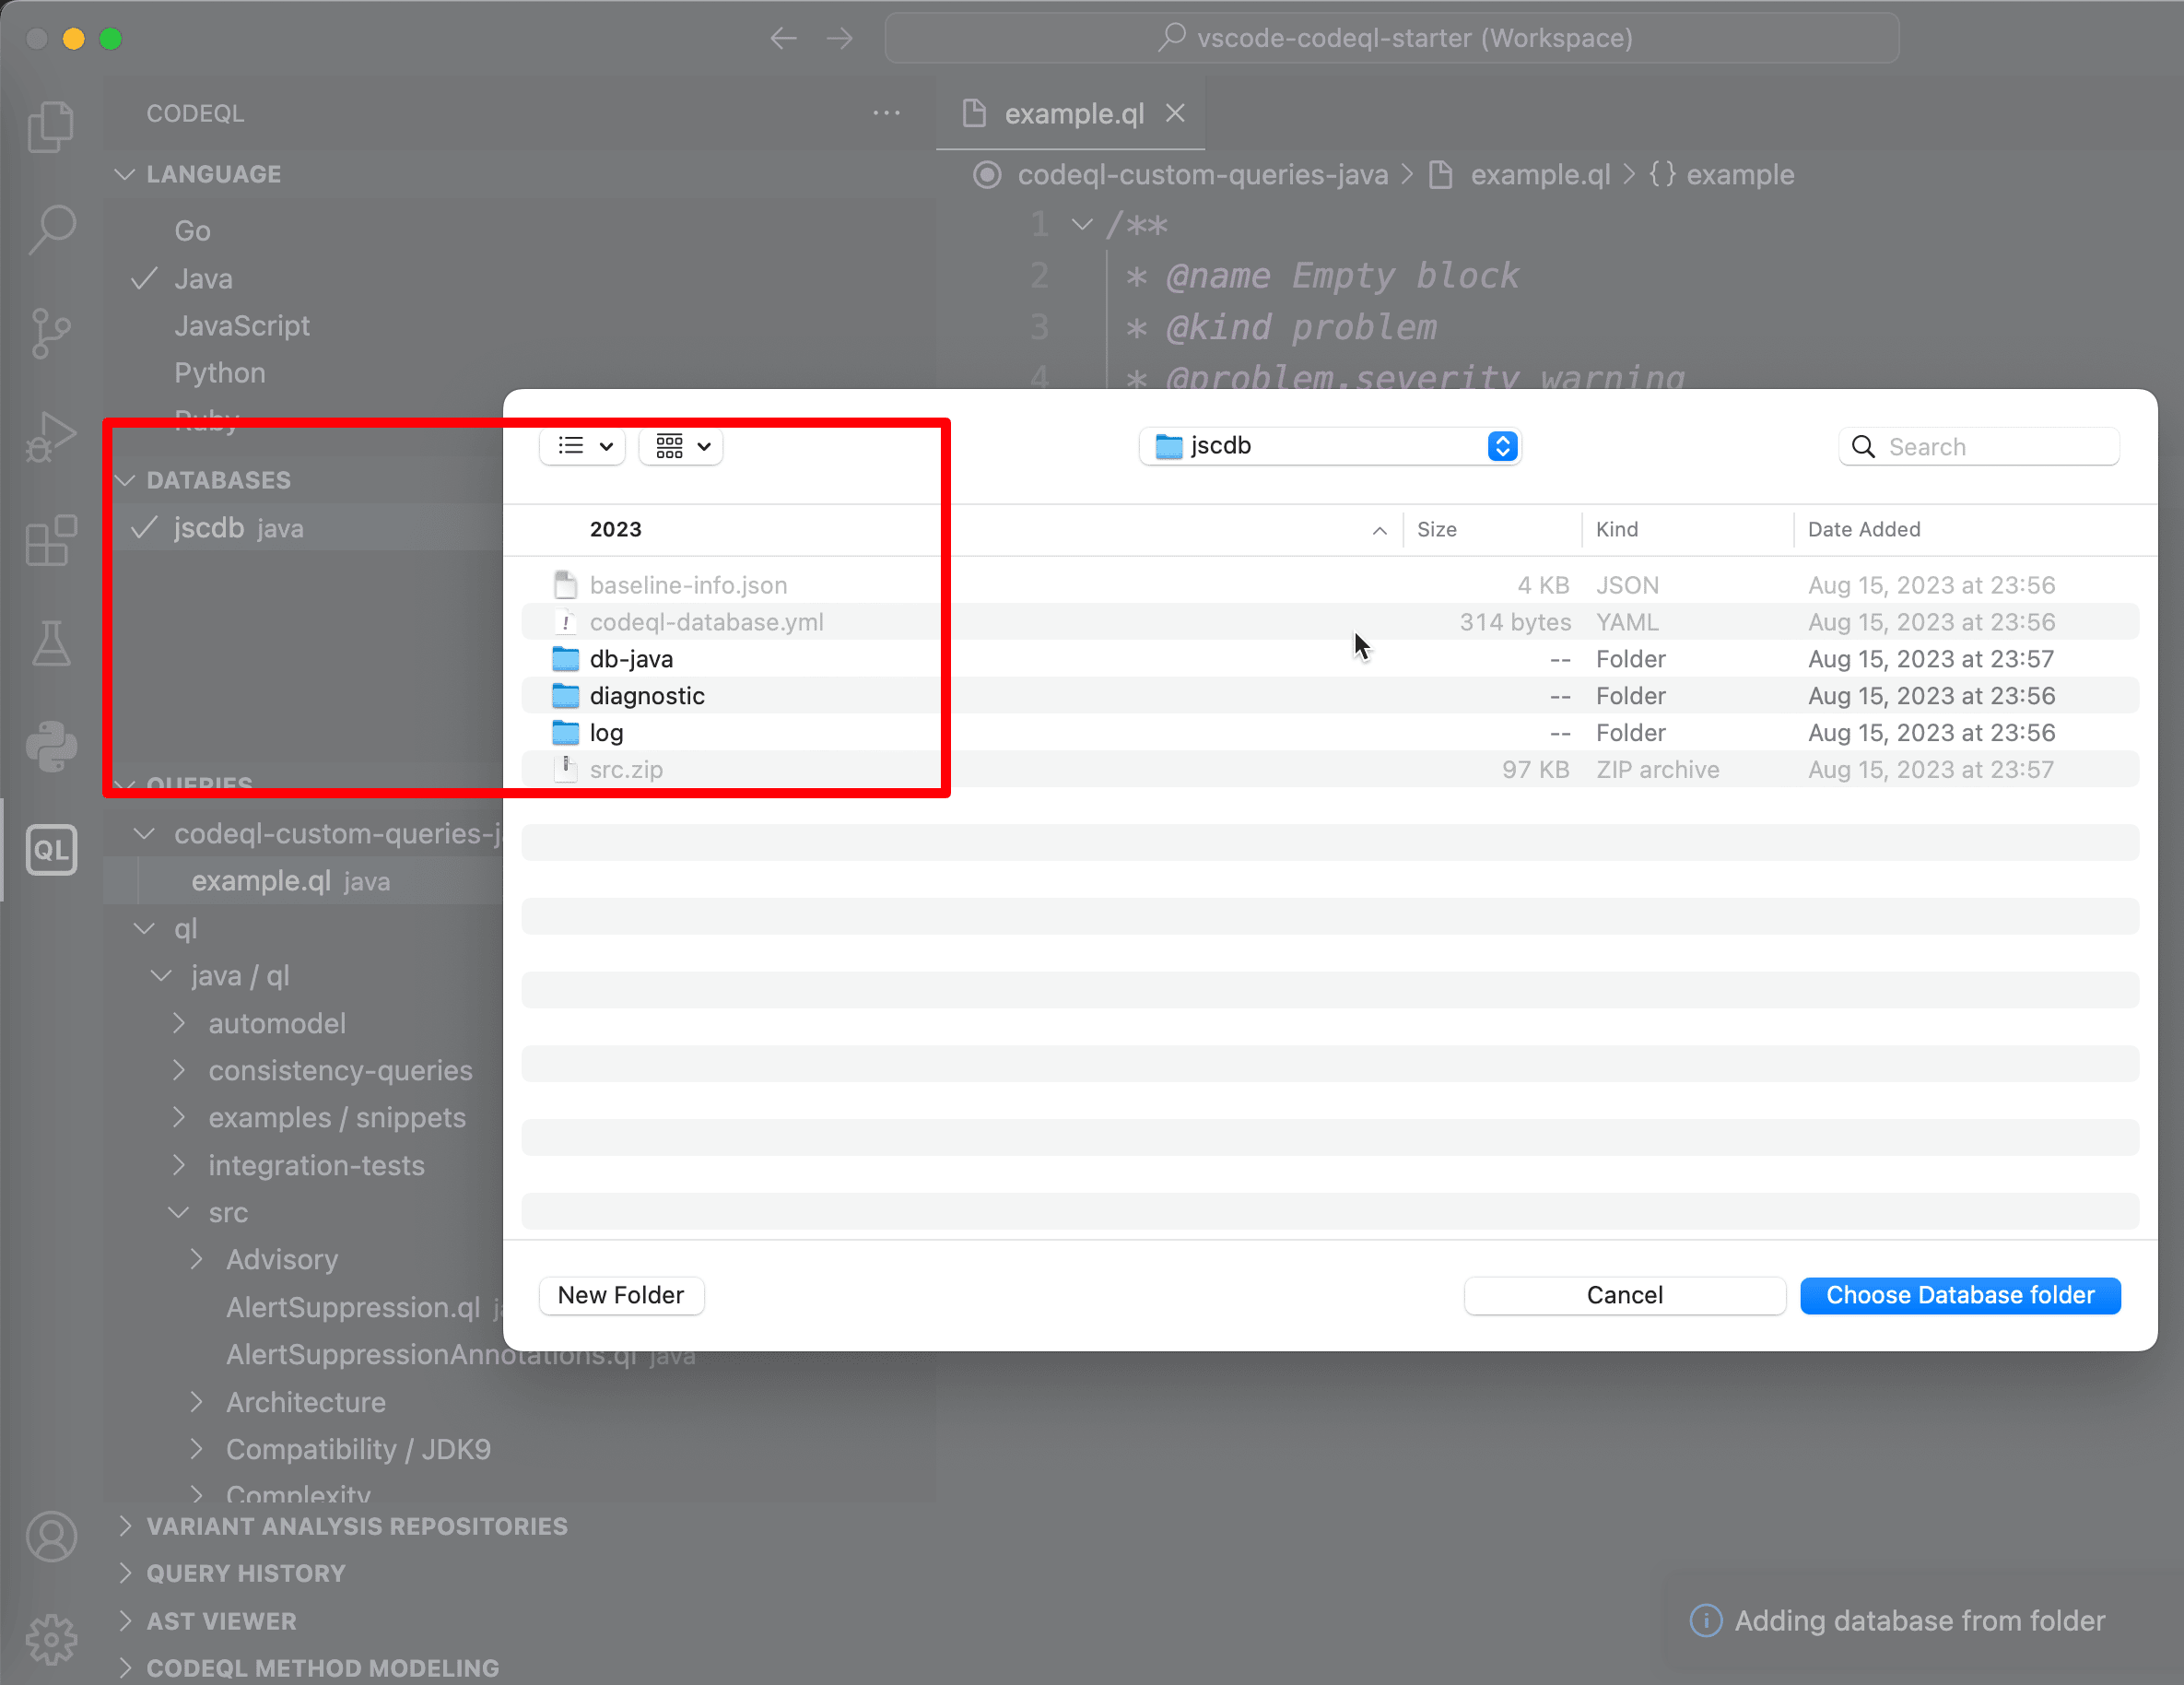 vscode-codeql-starter (Workspace)
CODEQL
LANGUAGE
Go
Java
JavaScript
Python
Ruby
DATABASES
jscdb java
QUERIES
codeql-custom-queries-j
example.ql java
ql
java / ql
automodel
consistency-queries
examples / snippets
integration-tests
src
Advisory
AlertSuppression.ql
AlertSuppressionAnnotations.ql java
Architecture
Compatibility / JDK9
Complexity
VARIANT ANALYSIS REPOSITORIES
QUERY HISTORY
AST VIEWER
CODEQL METHOD MODELING
QL
example.ql
codeql-custom-queries-java > example.ql > {} example
1 /**
2 * @name Empty block
3 * @kind problem
4 * @problem.severity warning
jscdb
Search
2023 Size Kind Date Added
baseline-info.json 4 KB JSON Aug 15, 2023 at 23:56
codeql-database.yml 314 bytes YAML Aug 15, 2023 at 23:56
db-java -- Folder Aug 15, 2023 at 23:57
diagnostic -- Folder Aug 15, 2023 at 23:56
log -- Folder Aug 15, 2023 at 23:56
src.zip 97 KB ZIP archive Aug 15, 2023 at 23:57
New Folder Cancel Choose Database folder
Adding database from folder